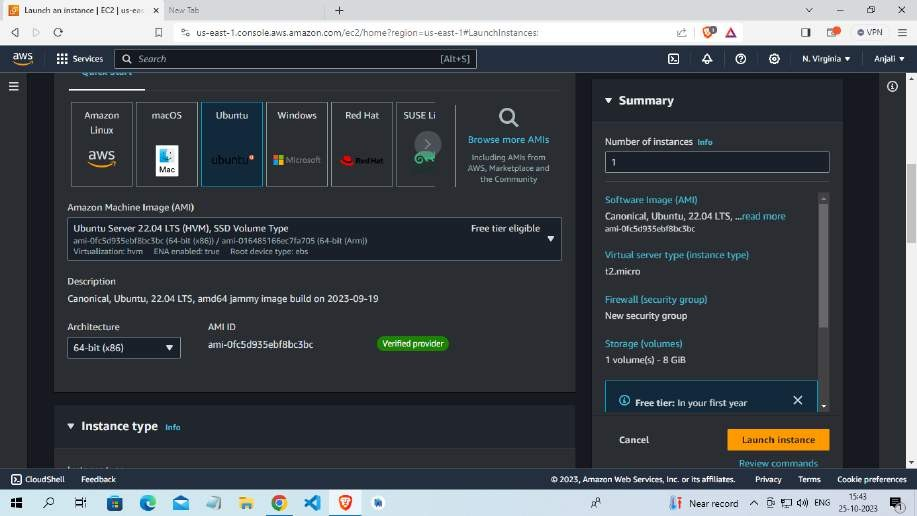 Launch an instance | EC2 | us-eas
New Tab
us-east-1.console.aws.amazon.com/ec2/home?region=us-east-1#LaunchInstances:
VPN
aws
Services
Search
[Alt+S]
N. Virginia
Anjali
Quick Start
Amazon Linux
aws
macOS
Mac
Ubuntu
ubuntu
Windows
Microsoft
Red Hat
Red Hat
SUSE Li
Browse more AMIs
Including AMIs from
AWS, Marketplace and
the Community
Amazon Machine Image (AMI)
Ubuntu Server 22.04 LTS (HVM), SSD Volume Type
Free tier eligible
ami-0fc5d935ebf8bc3bc (64-bit (x86)) / ami-016485166ec7fa705 (64-bit (Arm))
Virtualization: hvm ENA enabled: true Root device type: ebs
Description
Canonical, Ubuntu, 22.04 LTS, amd64 jammy image build on 2023-09-19
Architecture
AMI ID
64-bit (x86)
ami-0fc5d935ebf8bc3bc
Verified provider
Instance type Info
Summary
Number of instances Info
1
Software Image (AMI)
Canonical, Ubuntu, 22.04 LTS, ...read more
ami-0fc5d935ebf8bc3bc
Virtual server type (instance type)
t2.micro
Firewall (security group)
New security group
Storage (volumes)
1 volume(s) - 8 GiB
Free tier: In your first year
Cancel
Launch instance
Review commands
CloudShell
Feedback
© 2023, Amazon Web Services, Inc. or its affiliates.
Privacy
Terms
Cookie preferences
Near record
ENG
15:43
25-10-2023